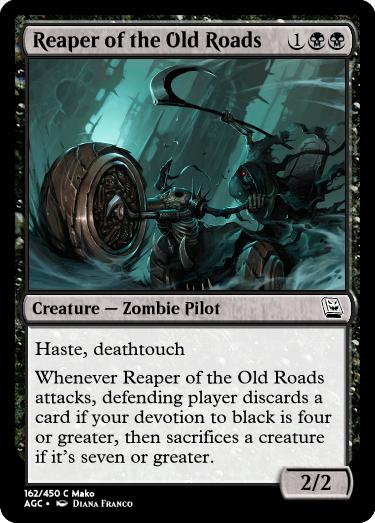 Reaper of the Old Roads 1
Creature — Zombie Pilot
Haste, deathtouch
Whenever Reaper of the Old Roads
attacks, defending player discards a
card if your devotion to black is four
or greater, then sacrifices a creature
if it's seven or greater.
2/2
162/450 C Mako
AGC • Diana Franco